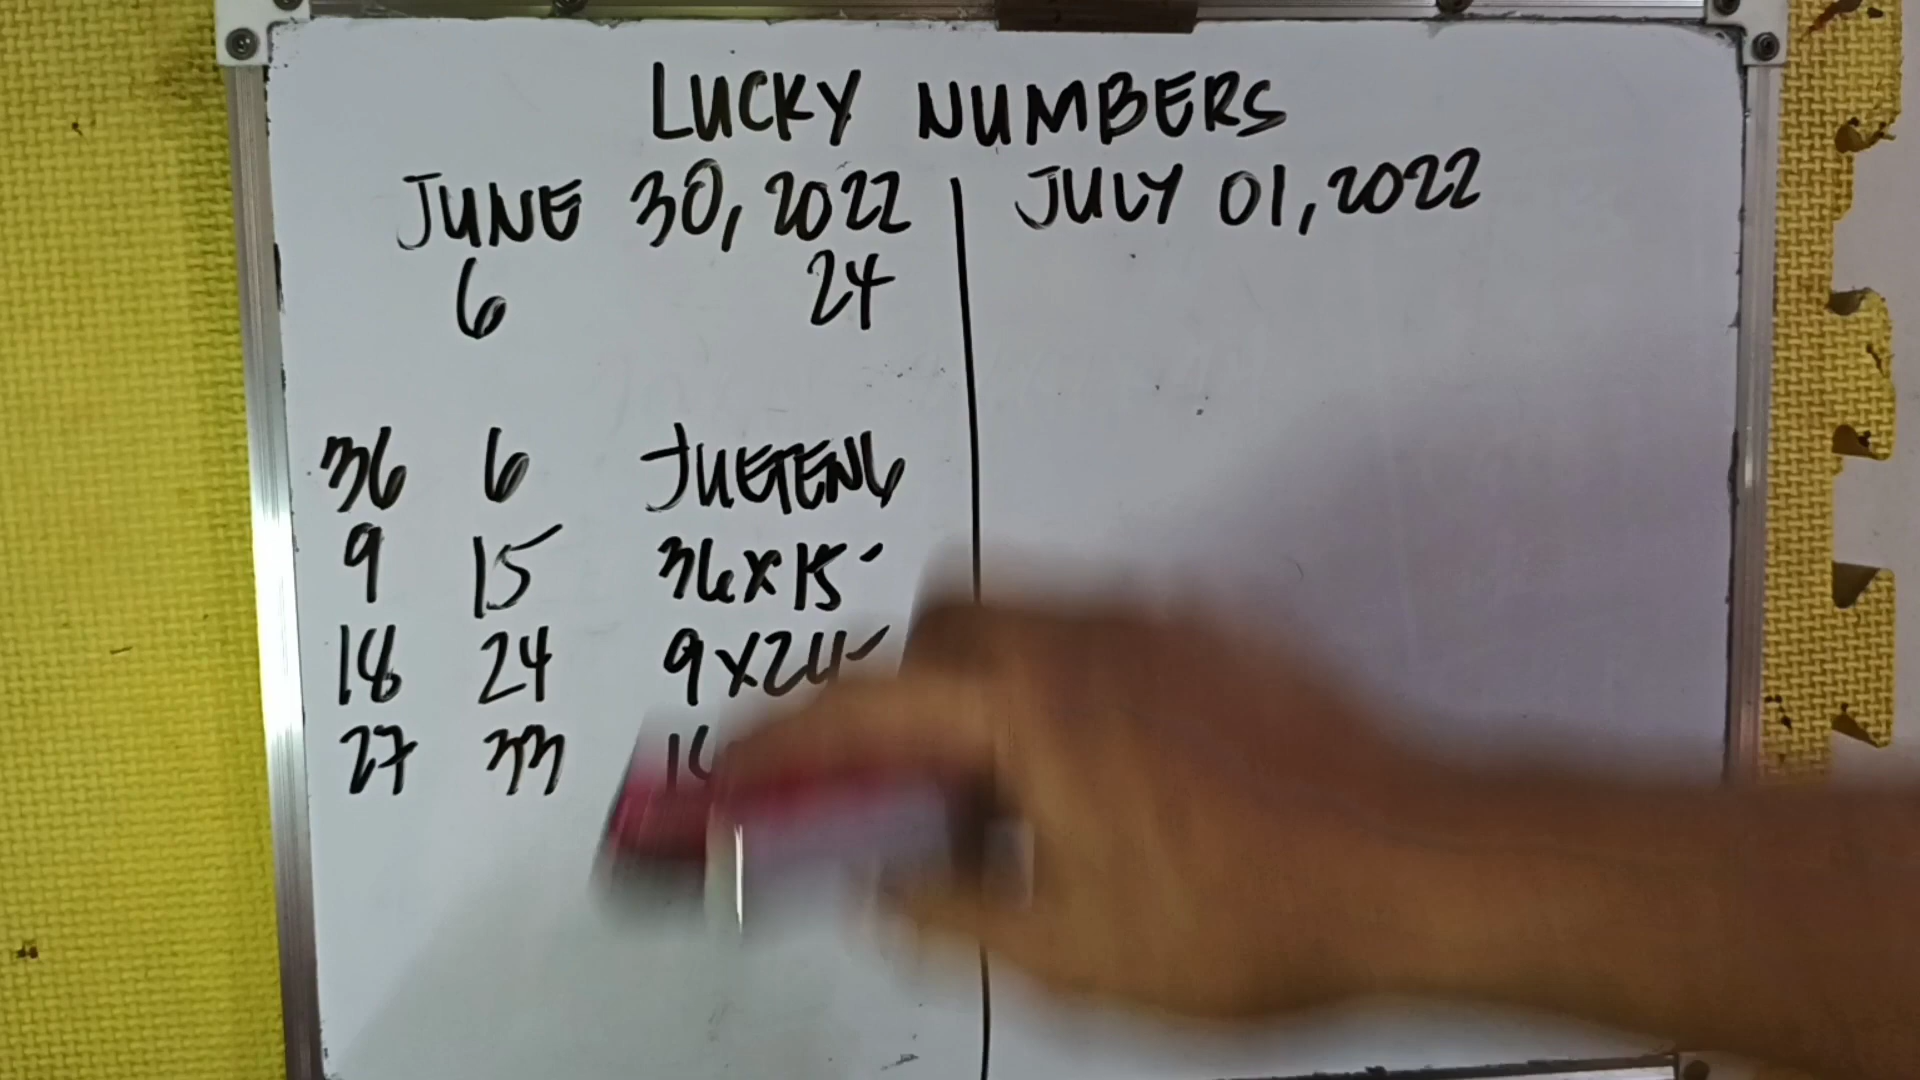 LUCKY NUMBERS
JUNE 30, 2022
6 24
36 6 JUETENG
9 15 36x15
18 24 9x24
27 33
JULY 01, 2022